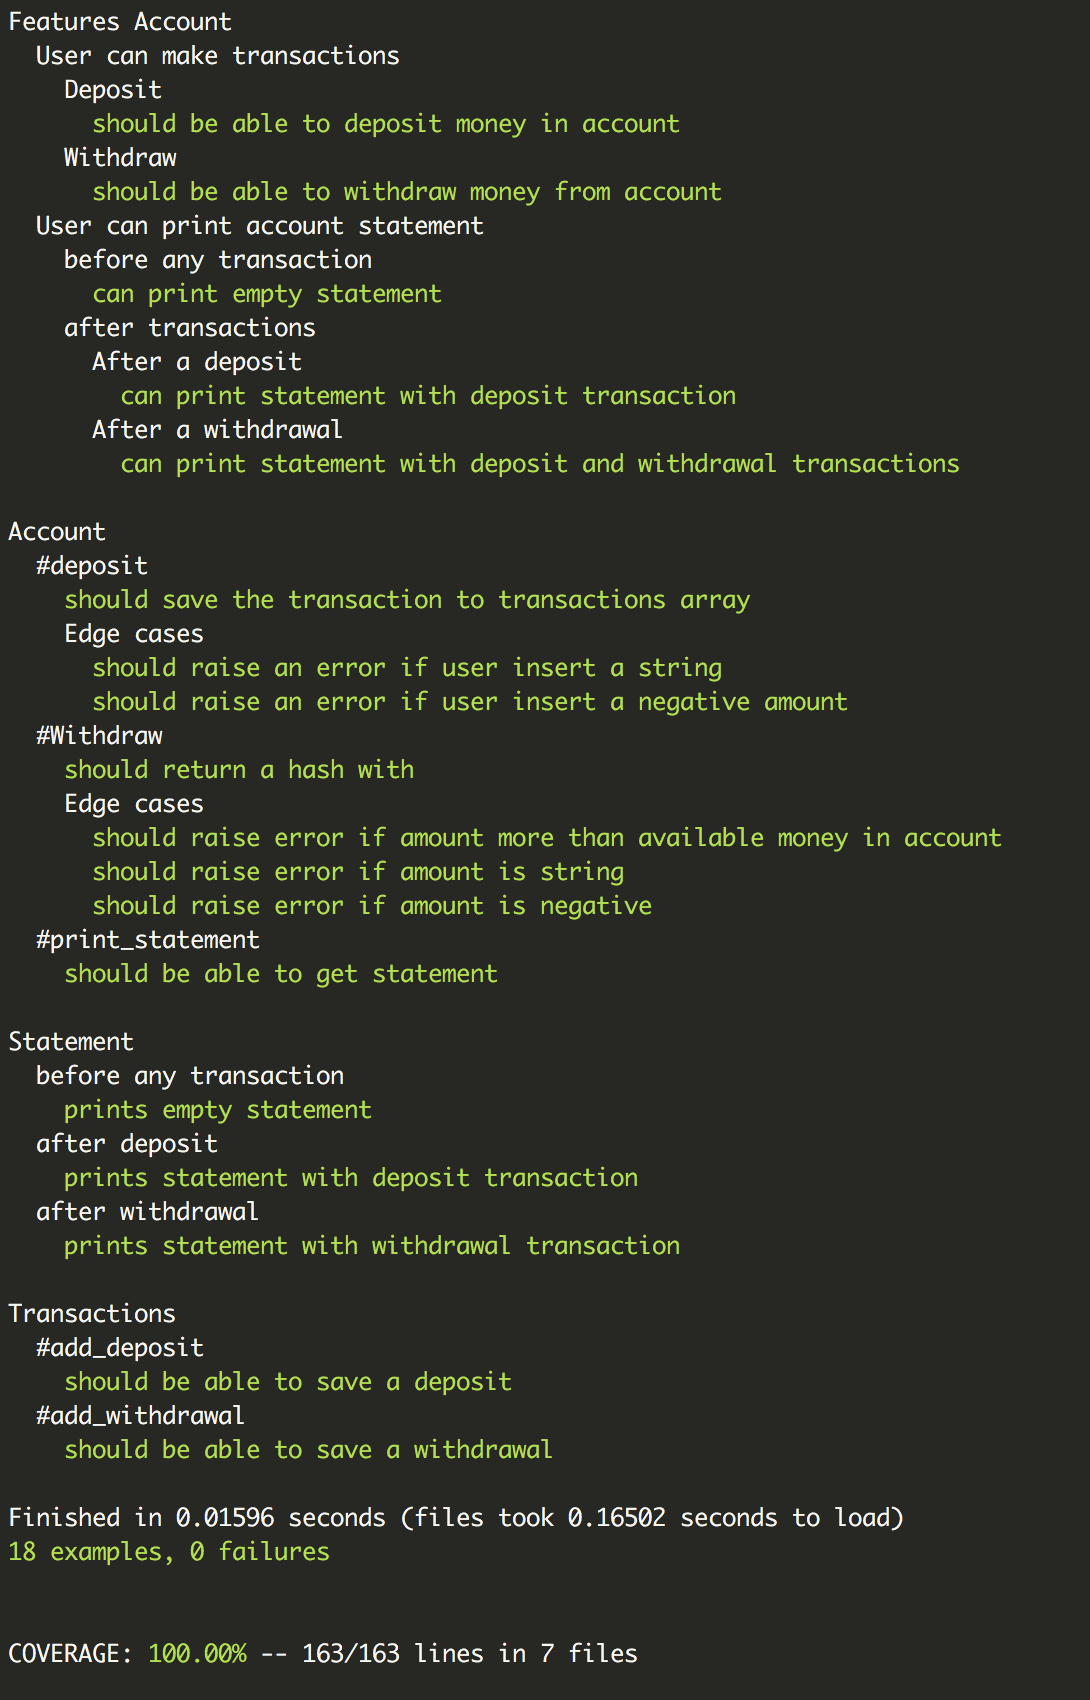 Features Account
  User can make transactions
    Deposit
      should be able to deposit money in account
    Withdraw
      should be able to withdraw money from account
  User can print account statement
    before any transaction
      can print empty statement
    after transactions
      After a deposit
        can print statement with deposit transaction
      After a withdrawal
        can print statement with deposit and withdrawal transactions

Account
  #deposit
    should save the transaction to transactions array
    Edge cases
      should raise an error if user insert a string
      should raise an error if user insert a negative amount
  #Withdraw
    should return a hash with
    Edge cases
      should raise error if amount more than available money in account
      should raise error if amount is string
      should raise error if amount is negative
  #print_statement
    should be able to get statement

Statement
  before any transaction
    prints empty statement
  after deposit
    prints statement with deposit transaction
  after withdrawal
    prints statement with withdrawal transaction

Transactions
  #add_deposit
    should be able to save a deposit
  #add_withdrawal
    should be able to save a withdrawal

Finished in 0.01596 seconds (files took 0.16502 seconds to load)
18 examples, 0 failures

COVERAGE: 100.00% -- 163/163 lines in 7 files